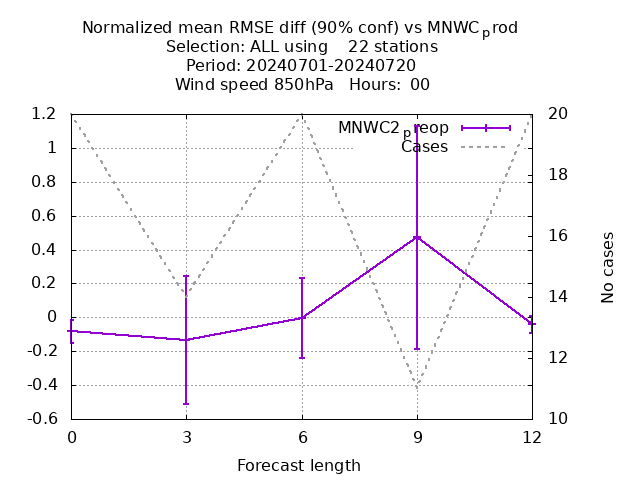 Normalized mean RMSE diff (90% conf) vs MNWCprod
Selection: ALL using    22 stations
Period: 20240701-20240720
Wind speed 850hPa   Hours:  00
MNWC2preop
Cases
1.2
1
0.8
0.6
0.4
0.2
0
-0.2
-0.4
-0.6
20
18
16
14
12
10
No cases
0 3 6 9 12
Forecast length